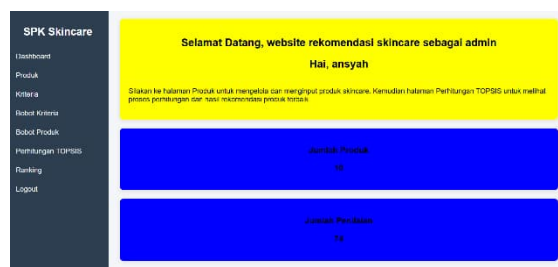 SPK Skincare
Dashboard
Produk
Kriteria
Bobot Kriteria
Bobot Produk
Perhitungan TOPSIS
Ranking
Logout
Selamat Datang, website rekomendasi skincare sebagai admin
Hai, ansyah
Silakan ke halaman Produk untuk mengelola dan menginput produk skincare. Kemudian halaman Perhitungan TOPSIS untuk melihat
proses perhitungan dan hasil rekomendasi produk terbaik.
Jumlah Produk
Jumlah Penilaian